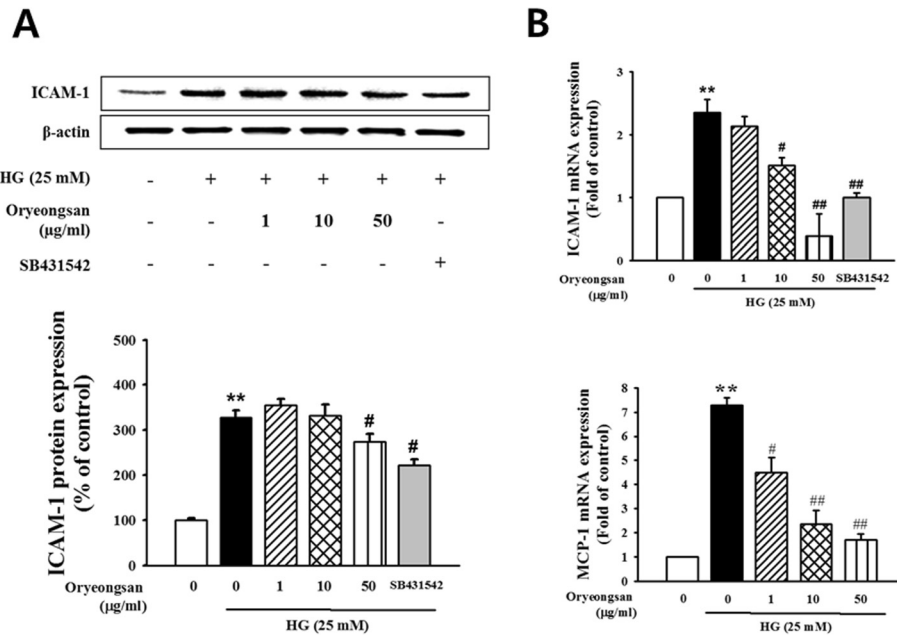 A
ICAM-1
β-actin
HG (25 mM) - + + + + +
Oryeongsan
(μg/ml) - - 1 10 50 -
SB431542 - - - - - +
ICAM-1 protein expression
(% of control)
500
400
300
200
100
0
**
#
#
0 0 1 10 50 SB431542
Oryeongsan
(μg/ml)
HG (25 mM)
B
ICAM-1 mRNA expression
(Fold of control)
3
2
1
0
**
#
##
##
0 0 1 10 50 SB431542
Oryeongsan
(μg/ml)
HG (25 mM)
MCP-1 mRNA expression
(Fold of control)
8
7
6
5
4
3
2
1
0
**
#
##
##
Oryeongsan 0 0 1 10 50
(μg/ml)
HG (25 mM)